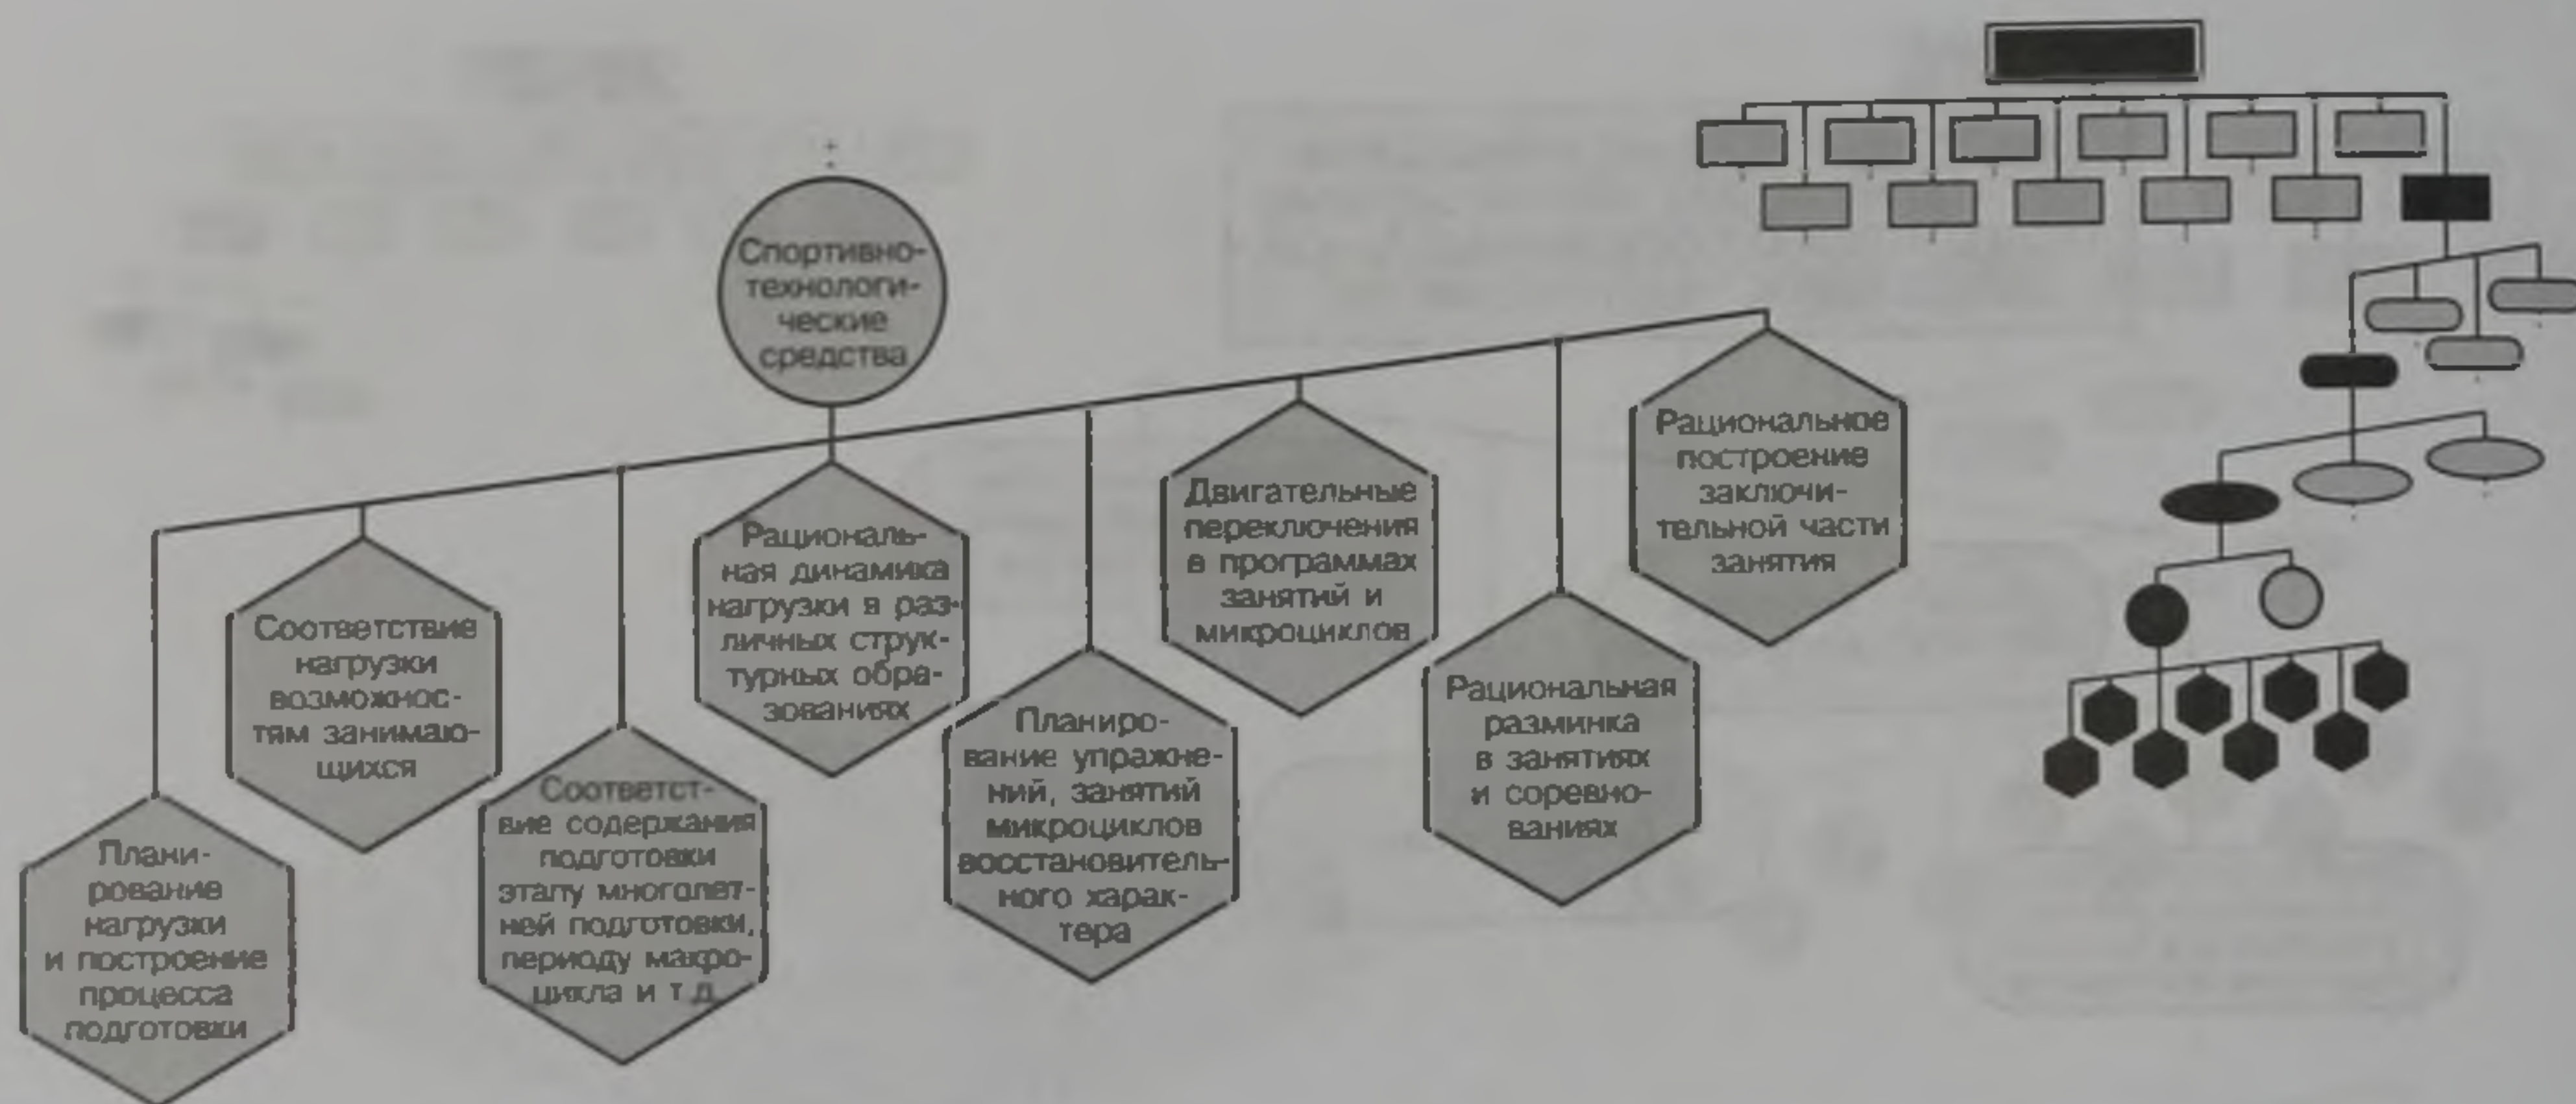 Спортивно-
технологи-
ческие
средства
Плани-
рование
нагрузки
и построение
процесса
подготовки
Соответствие
нагрузки
возможнос-
тям занимаю-
щихся
Соответст-
вие содержания
подготовки
этапу многолет-
ней подготовки,
периоду макро-
цикла и т.д.
Рациональ-
ная динамика
нагрузки в раз-
личных струк-
турных обра-
зованиях
Планиро-
вание упражне-
ний, занятий
микроциклов
восстановитель-
ного харак-
тера
Двигательные
переключения
в программах
занятий и
микроциклов
Рациональная
разминка
в занятиях
и соревно-
ваниях
Рациональное
построение
заключи-
тельной части
занятия